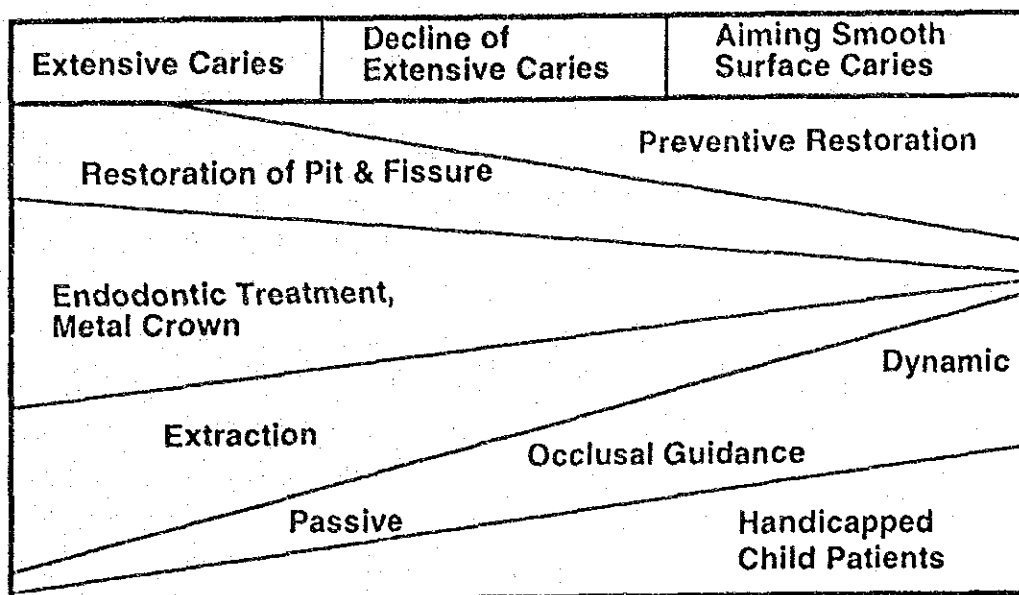 Extensive Caries
Decline of
Extensive Caries
Aiming Smooth
Surface Caries
Preventive Restoration
Restoration of Pit & Fissure
Endodontic Treatment,
Metal Crown
Dynamic
Extraction
Occlusal Guidance
Passive
Handicapped
Child Patients